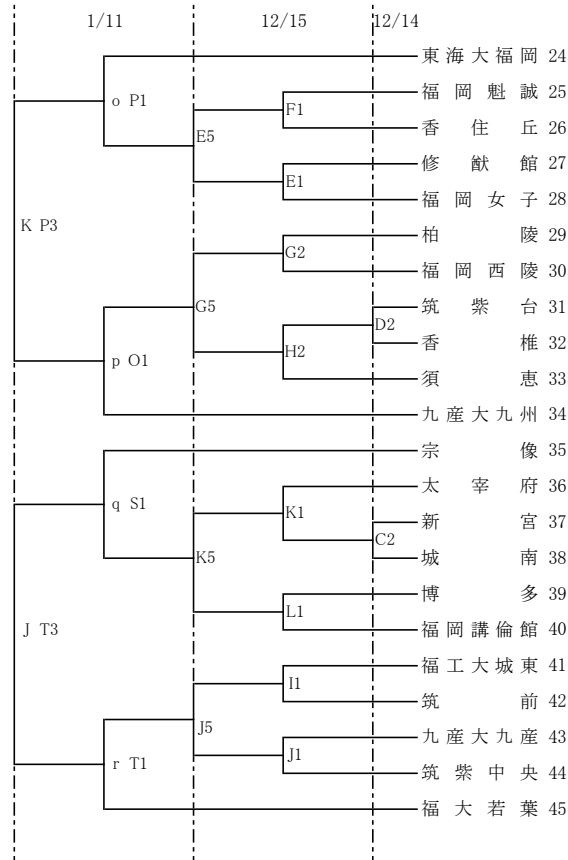 1/11 12/15 12/14
東海大福岡 24
福岡魁誠 25
o P1
F1
香住丘 26
E5
修猷館 27
E1
福岡女子 28
K P3
柏陵 29
G2
福岡西陵 30
G5
筑紫台 31
D2
香椎 32
p O1
H2
須恵 33
九産大九州 34
宗像 35
太宰府 36
q S1
K1
新宮 37
C2
K5
城南 38
博多 39
L1
J T3
福岡講倫館 40
福工大城東 41
I1
筑前 42
J5
九産大九産 43
J1
r T1
筑紫中央 44
福大若葉 45